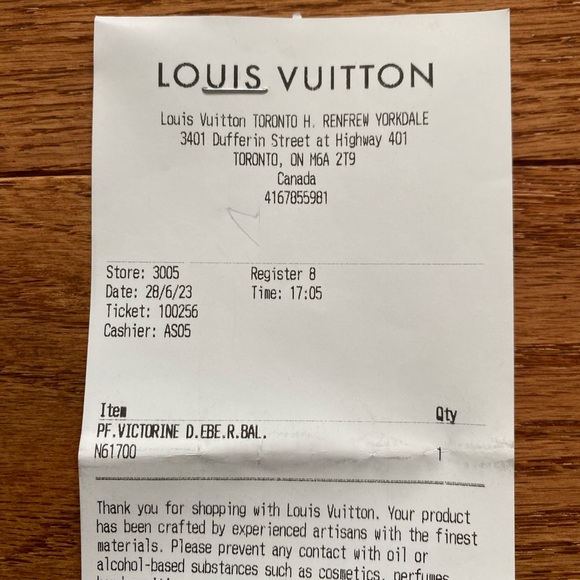 LOUIS VUITTON
Louis Vuitton TORONTO H. RENFREW YORKDALE
3401 Dufferin Street at Highway 401
TORONTO, ON M6A 2T9
Canada
4167855981
Store: 3005 Register 8
Date: 28/6/23 Time: 17:05
Ticket: 100256
Cashier: AS05
Item Qty
PF.VICTORINE D.EBE.R.BAL.
N61700 1
Thank you for shopping with Louis Vuitton. Your product
has been crafted by experienced artisans with the finest
materials. Please prevent any contact with oil or
alcohol-based substances such as cosmetics, perfumes